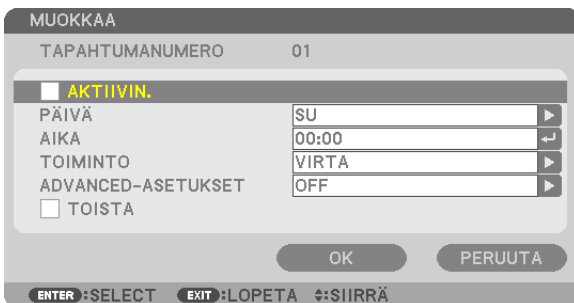 MUOKKAA
TAPAHTUMANUMERO 01
AKTIIVIN.
PÄIVÄ SU
AIKA 00:00
TOIMINTO VIRTA
ADVANCED-ASETUKSET OFF
TOISTA
OK PERUUTA
ENTER :SELECT EXIT :LOPETA :SIIRRÄ